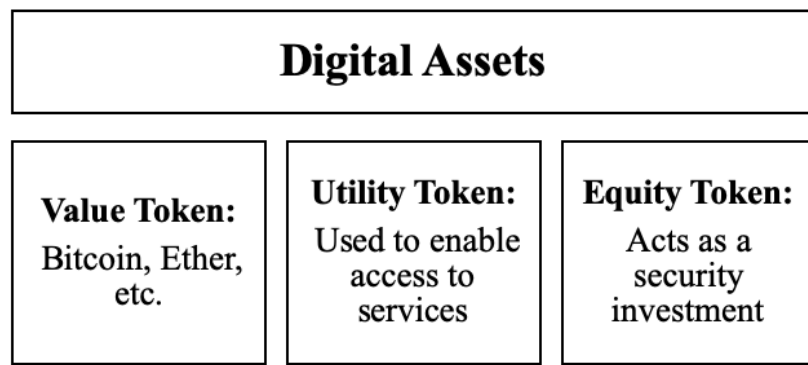 Digital Assets
Value Token:
Bitcoin, Ether,
etc.
Utility Token:
Used to enable
access to
services
Equity Token:
Acts as a
security
investment